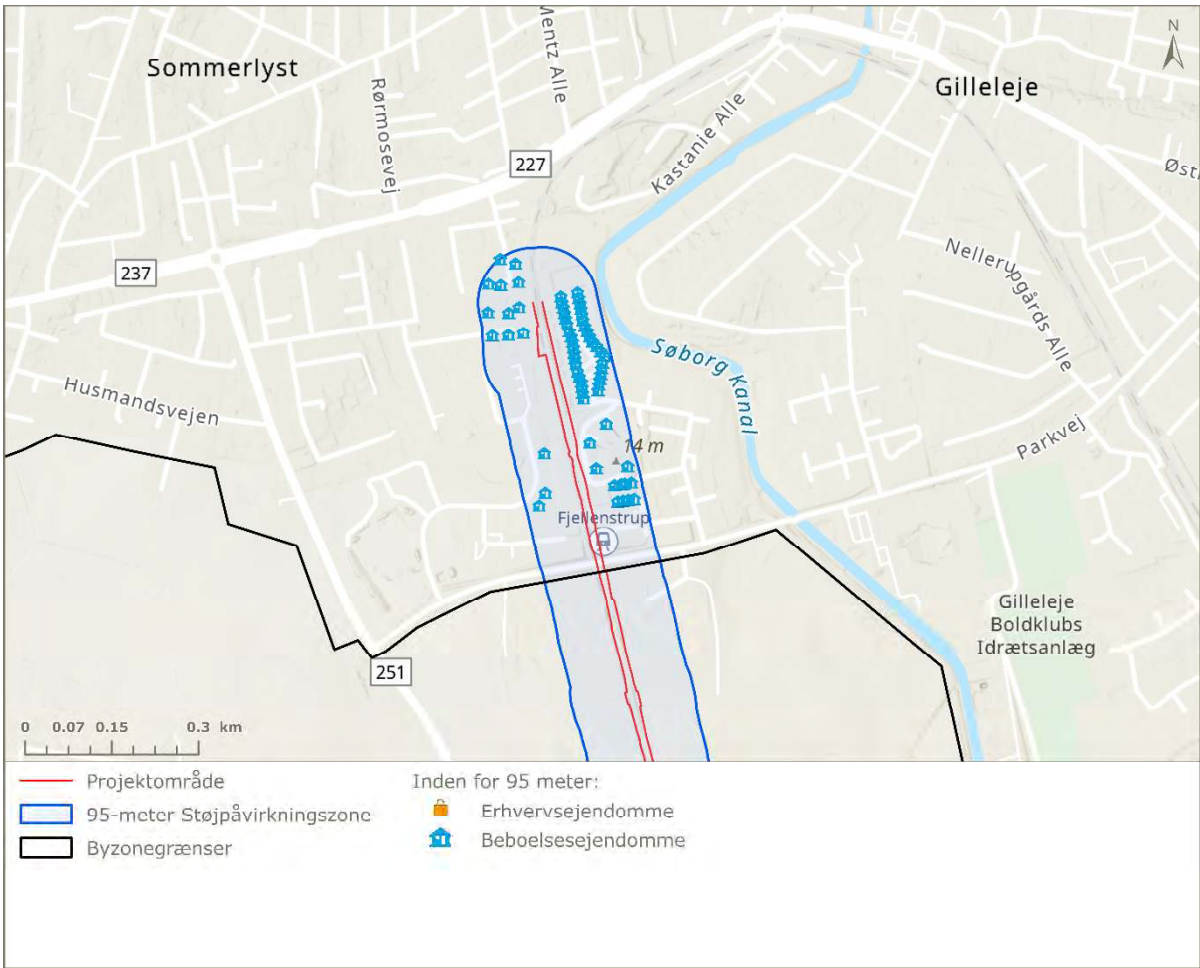 N
Sommerlyst
Mentz Alle
Rørmosevej
Gilleleje
Kastanie Alle
227
237
Nellerupgårds Alle
Søborg Kanal
Husmandsvejen
14 m
Parkvej
Fjellenstrup
Gilleleje
Boldklubs
Idrætsanlæg
251
0 0.07 0.15 0.3 km
Projektområde
95-meter Støjpåvirkningszone
Byzonegrænser
Inden for 95 meter:
Erhvervsejendomme
Beboelsesejendomme